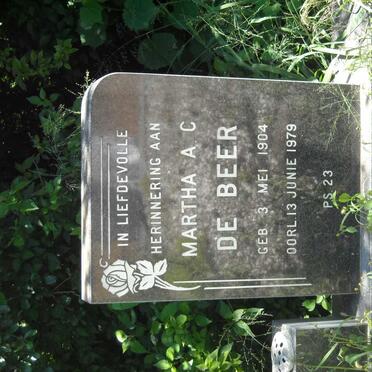 IN LIEFDEVOLLE
HERINNERING AAN
MARTHA A C
DE BEER
GEB. 3 MEI 1904
OORL. 13 JUNIE 1979
PS 23